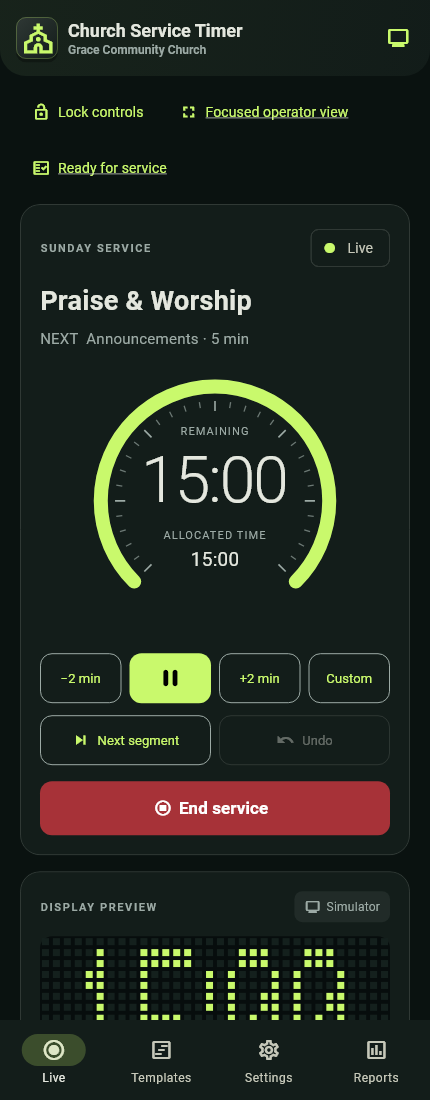 Church Service Timer
Grace Community Church
Lock controls
Focused operator view
Ready for service
SUNDAY SERVICE
Live
Praise & Worship
NEXT Announcements · 5 min
REMAINING
15:00
ALLOCATED TIME
15:00
−2 min
+2 min
Custom
Next segment
Undo
End service
DISPLAY PREVIEW
Simulator
Live
Templates
Settings
Reports